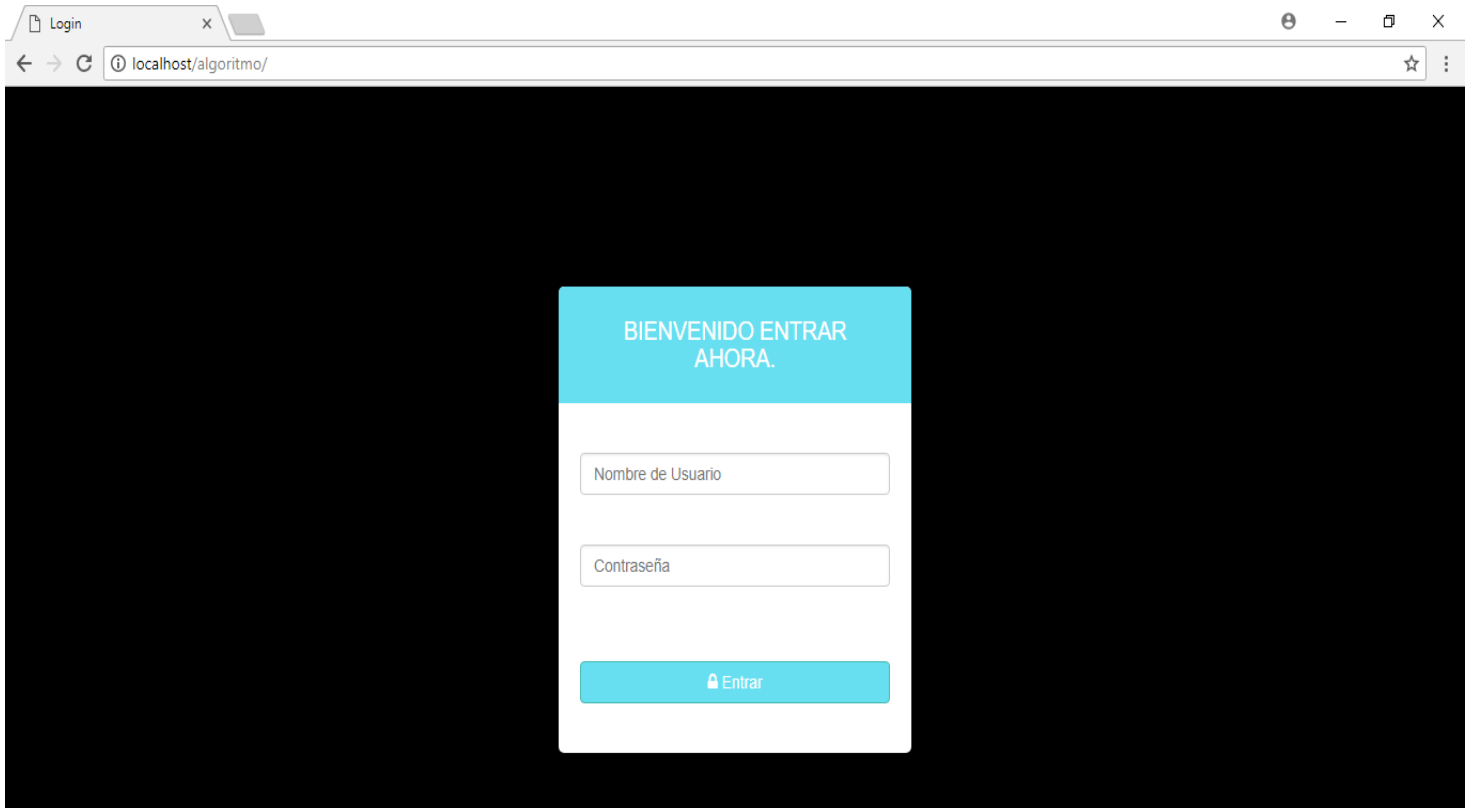 Login
localhost/algoritmo/
BIENVENIDO ENTRAR
AHORA.
Nombre de Usuario
Contraseña
Entrar